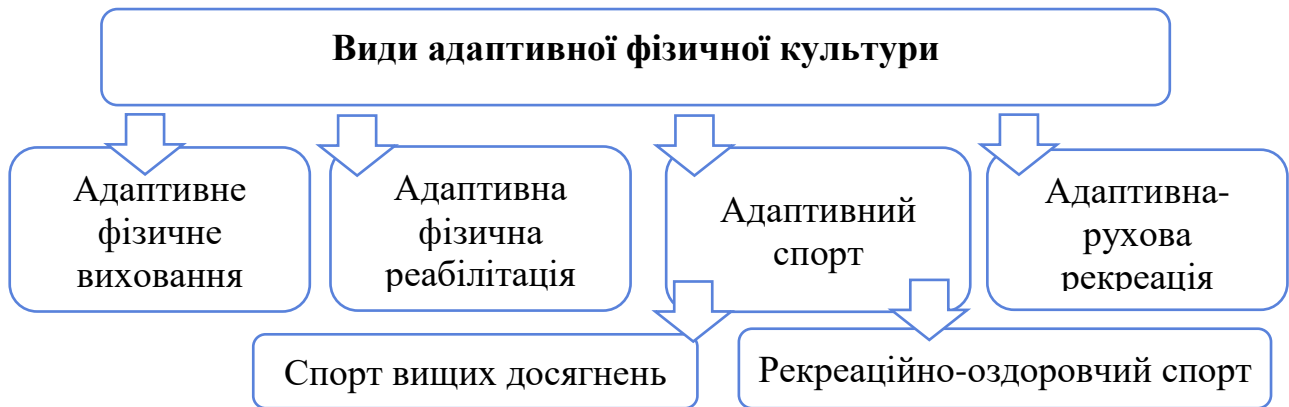 Види адаптивної фізичної культури
Адаптивне
фізичне
виховання
Адаптивна
фізична
реабілітація
Адаптивний
спорт
Адаптивна-
рухова
рекреація
Спорт вищих досягнень
Рекреаційно-оздоровчий спорт